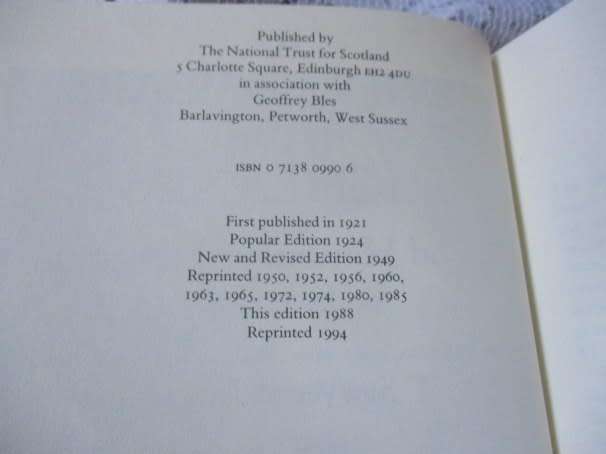 Published by
The National Trust for Scotland
5 Charlotte Square, Edinburgh EH2 4DU
in association with
Geoffrey Bles
Barlavington, Petworth, West Sussex
ISBN 0 7138 0990 6
First published in 1921
Popular Edition 1924
New and Revised Edition 1949
Reprinted 1950, 1952, 1956, 1960,
1963, 1965, 1972, 1974, 1980, 1985
This edition 1988
Reprinted 1994